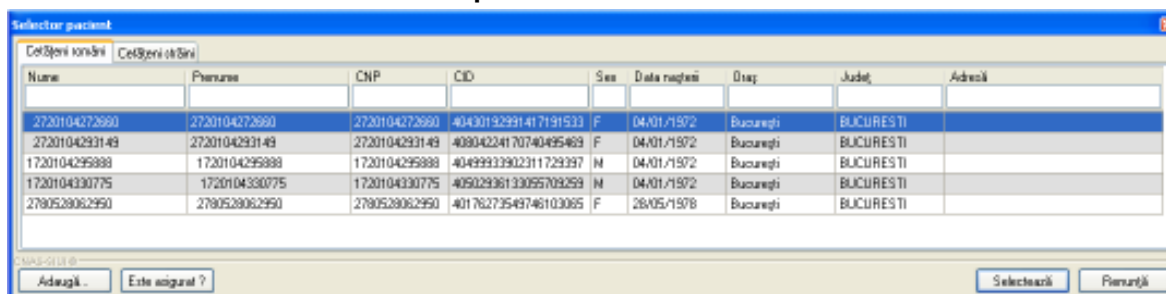 Selector pacient
Cetăţeni români Cetăţeni străini
Nume Prenume CNP CID Sex Data naşterii Oraş Judeţ Adresă
2720104272660 2720104272660 2720104272660 40430192991417191533 F 04/01/1972 Bucureşti BUCURESTI
2720104293149 2720104293149 2720104293149 40804224170740495469 F 04/01/1972 Bucureşti BUCURESTI
1720104295888 1720104295888 1720104295888 40499933902311729397 M 04/01/1972 Bucureşti BUCURESTI
1720104330775 1720104330775 1720104330775 40502936133055709259 M 04/01/1972 Bucureşti BUCURESTI
2780528062950 2780528062950 2780528062950 40176273549746103065 F 28/05/1978 Bucureşti BUCURESTI
CNAS-SIUI ©
Adaugă... Este asigurat ? Selectează Renunţă